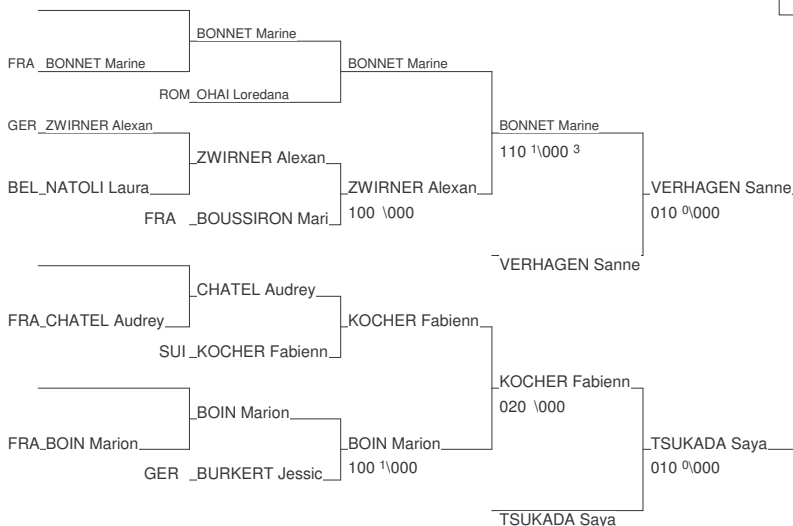 BONNET Marine
FRA BONNET Marine
BONNET Marine
ROM OHAI Loredana
GER ZWIRNER Alexan
BONNET Marine
110 1\000 3
ZWIRNER Alexan
BEL NATOLI Laura
ZWIRNER Alexan
100 \000
VERHAGEN Sanne
010 0\000
FRA BOUSSIRON Mari
VERHAGEN Sanne
CHATEL Audrey
FRA CHATEL Audrey
KOCHER Fabienn
SUI KOCHER Fabienn
KOCHER Fabienn
020 \000
BOIN Marion
FRA BOIN Marion
BOIN Marion
100 1\000
TSUKADA Saya
010 0\000
GER BURKERT Jessic
TSUKADA Saya